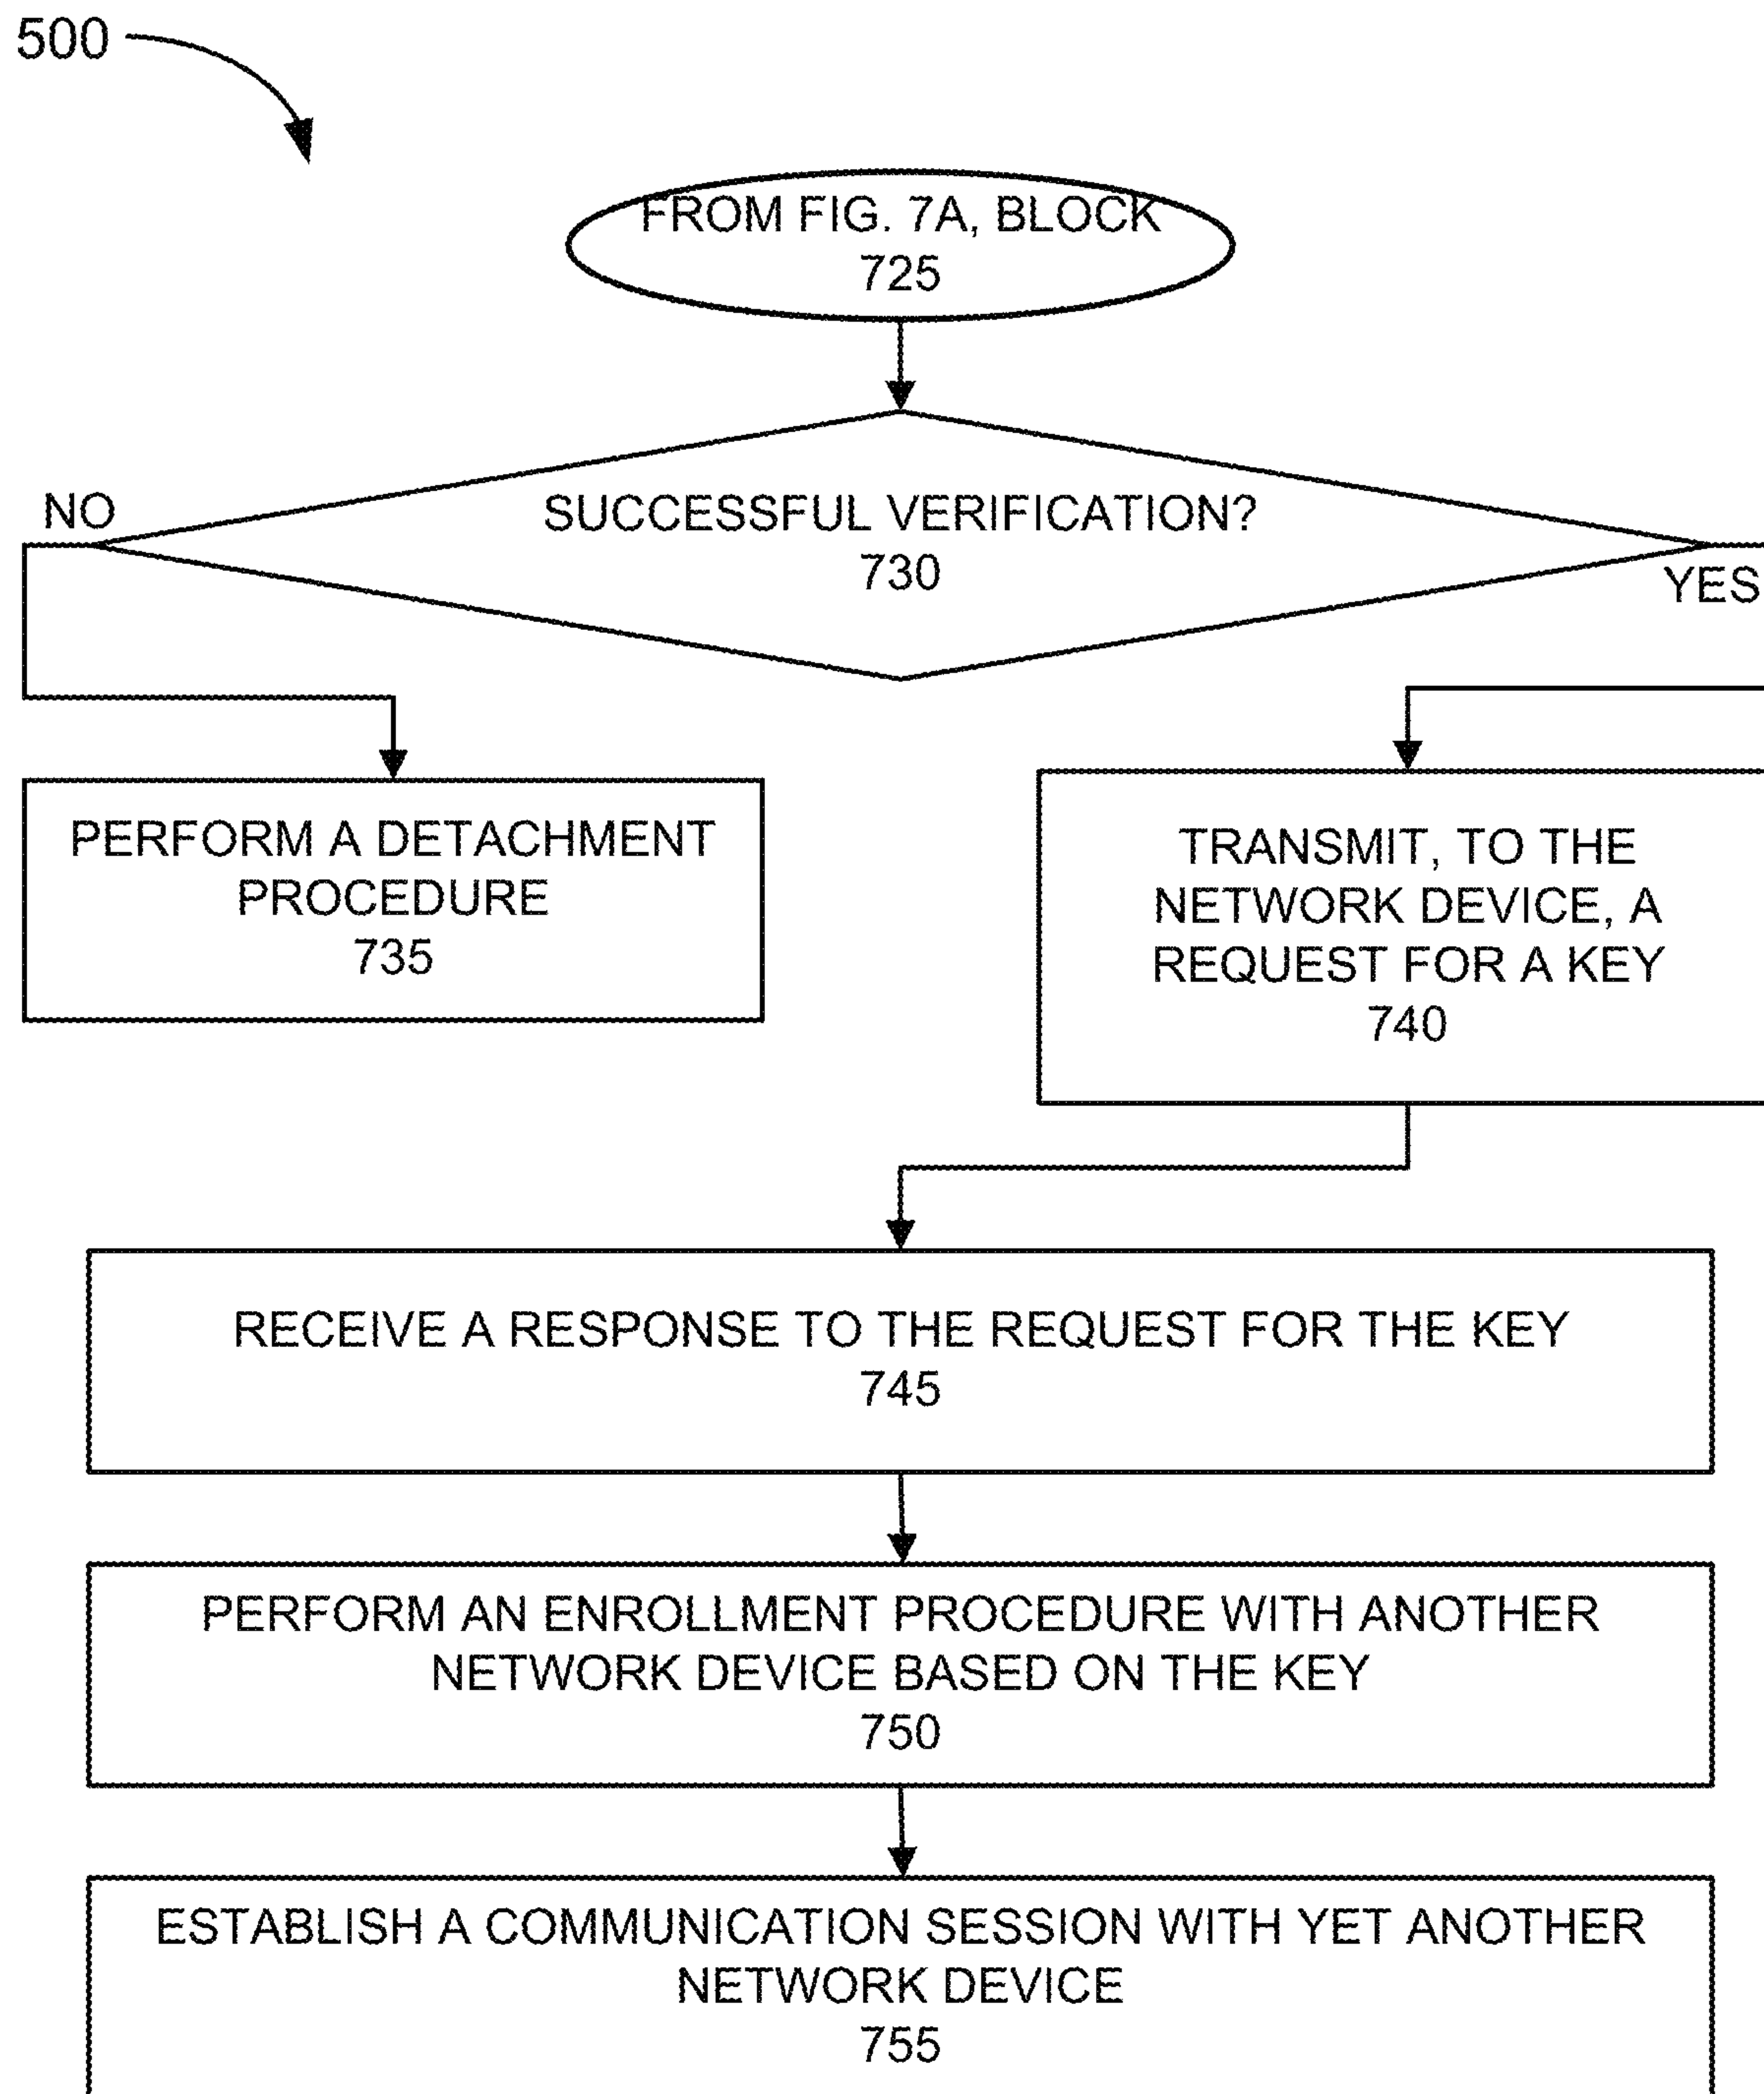 500
FROM FIG. 7A, BLOCK
725
SUCCESSFUL VERIFICATION?
730
NO
YES
PERFORM A DETACHMENT
PROCEDURE
735
TRANSMIT, TO THE
NETWORK DEVICE, A
REQUEST FOR A KEY
740
RECEIVE A RESPONSE TO THE REQUEST FOR THE KEY
745
PERFORM AN ENROLLMENT PROCEDURE WITH ANOTHER
NETWORK DEVICE BASED ON THE KEY
750
ESTABLISH A COMMUNICATION SESSION WITH YET ANOTHER
NETWORK DEVICE
755